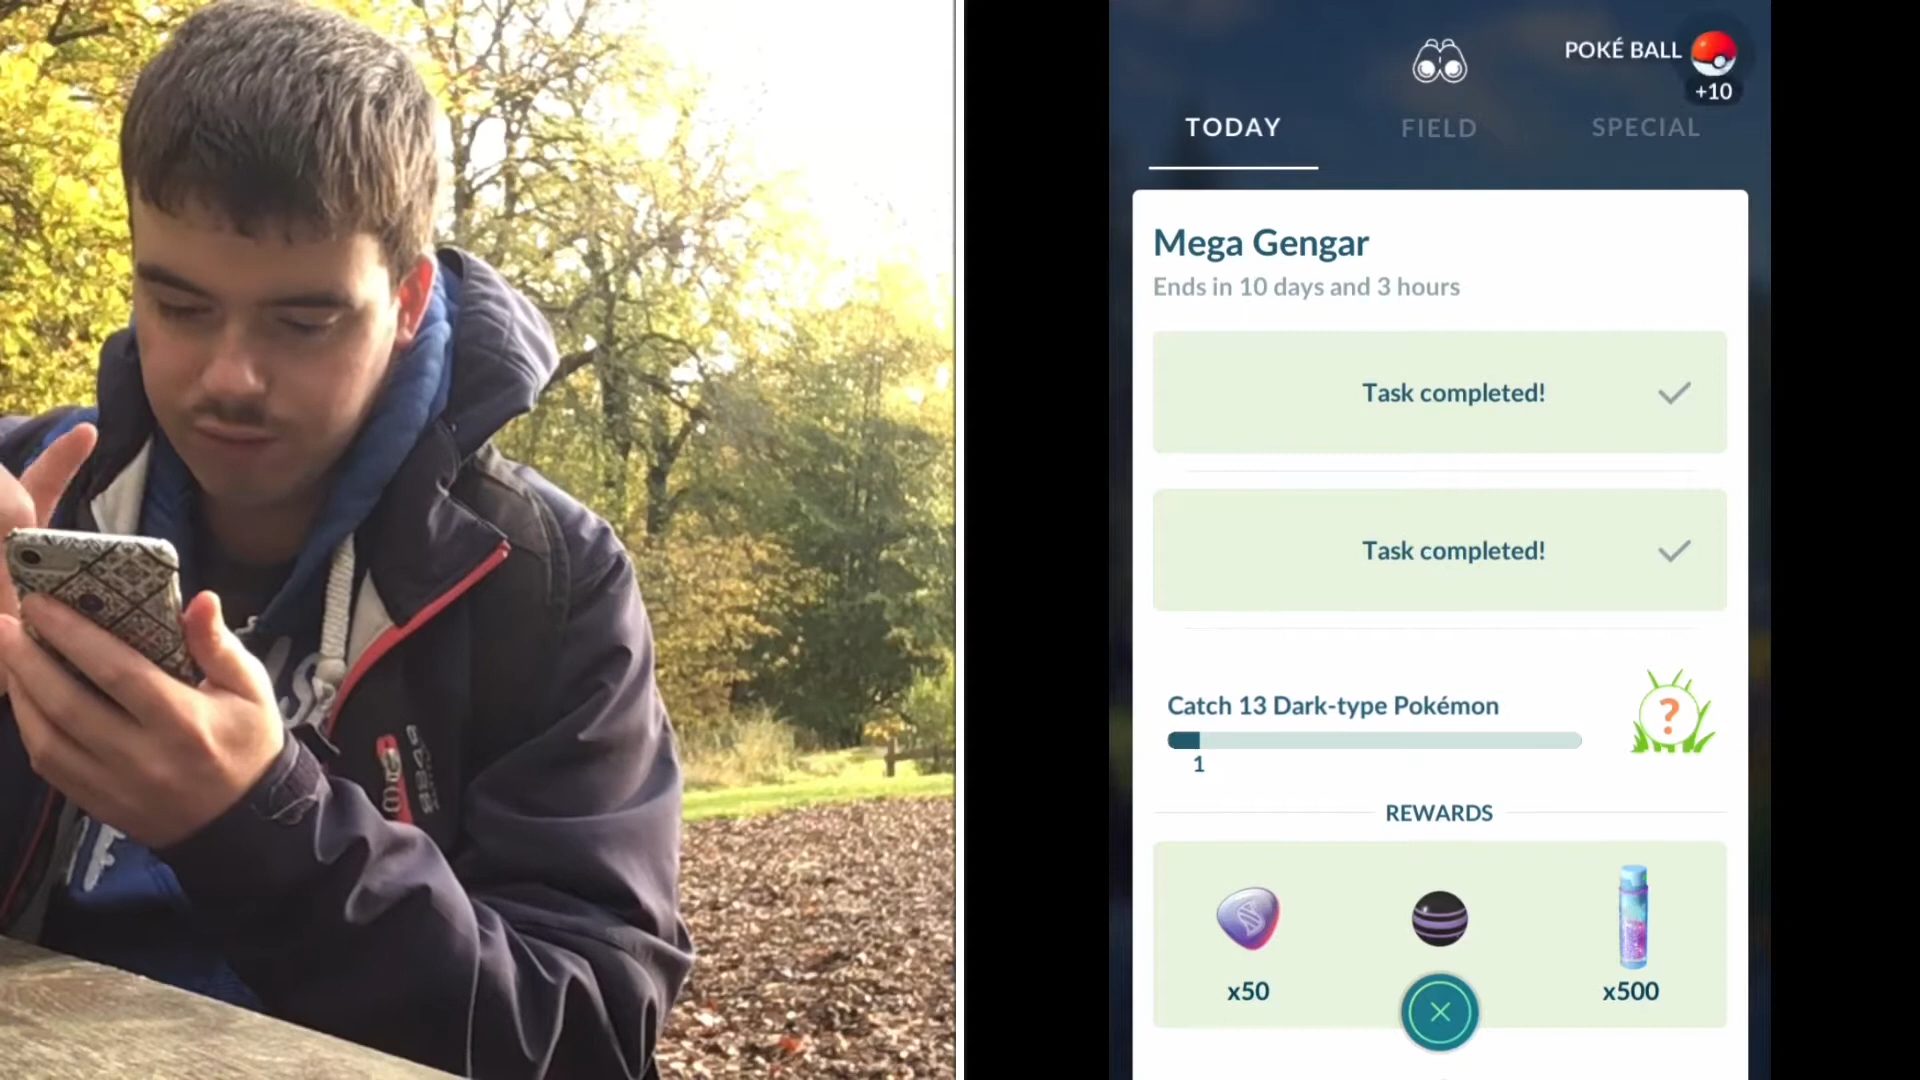 POKÉ BALL
+10
TODAY
FIELD
SPECIAL
Mega Gengar
Ends in 10 days and 3 hours
Task completed!
Task completed!
Catch 13 Dark-type Pokémon
?
1
REWARDS
x50
x500